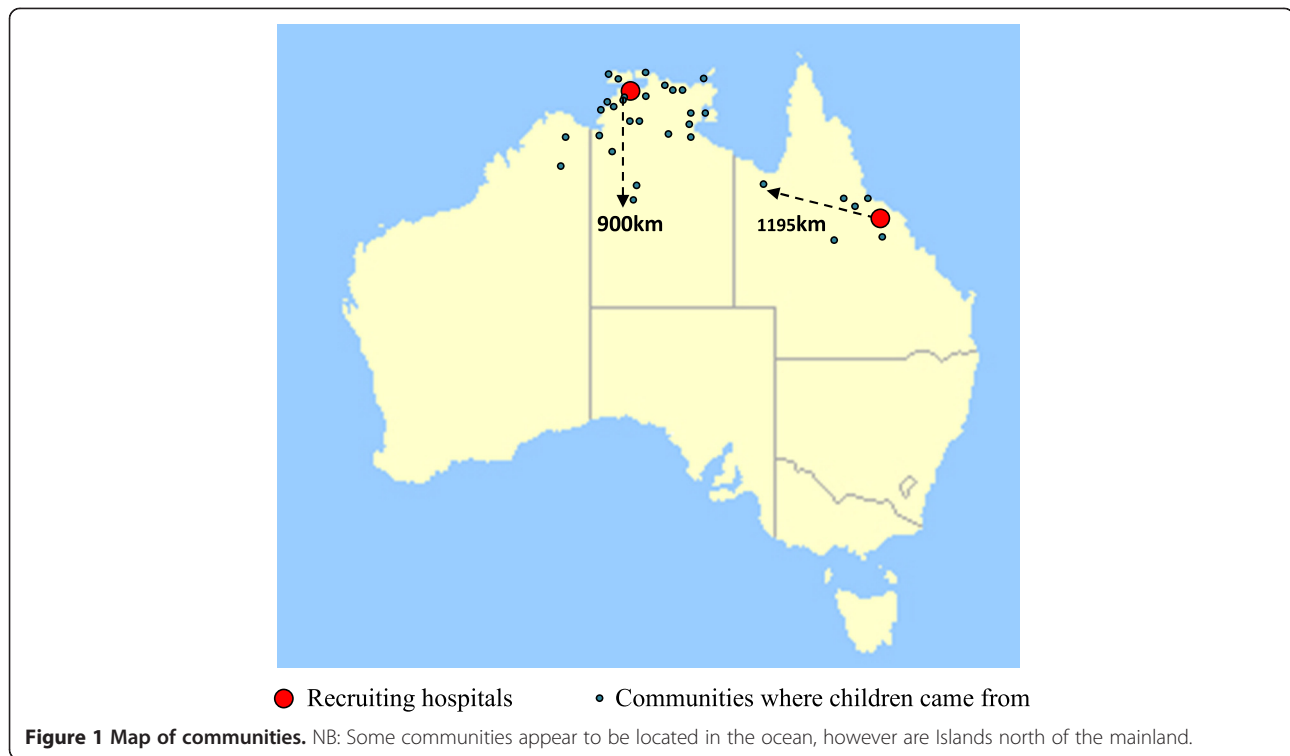 900km
1195km
Recruiting hospitals
Communities where children came from
Figure 1 Map of communities. NB: Some communities appear to be located in the ocean, however are Islands north of the mainland.